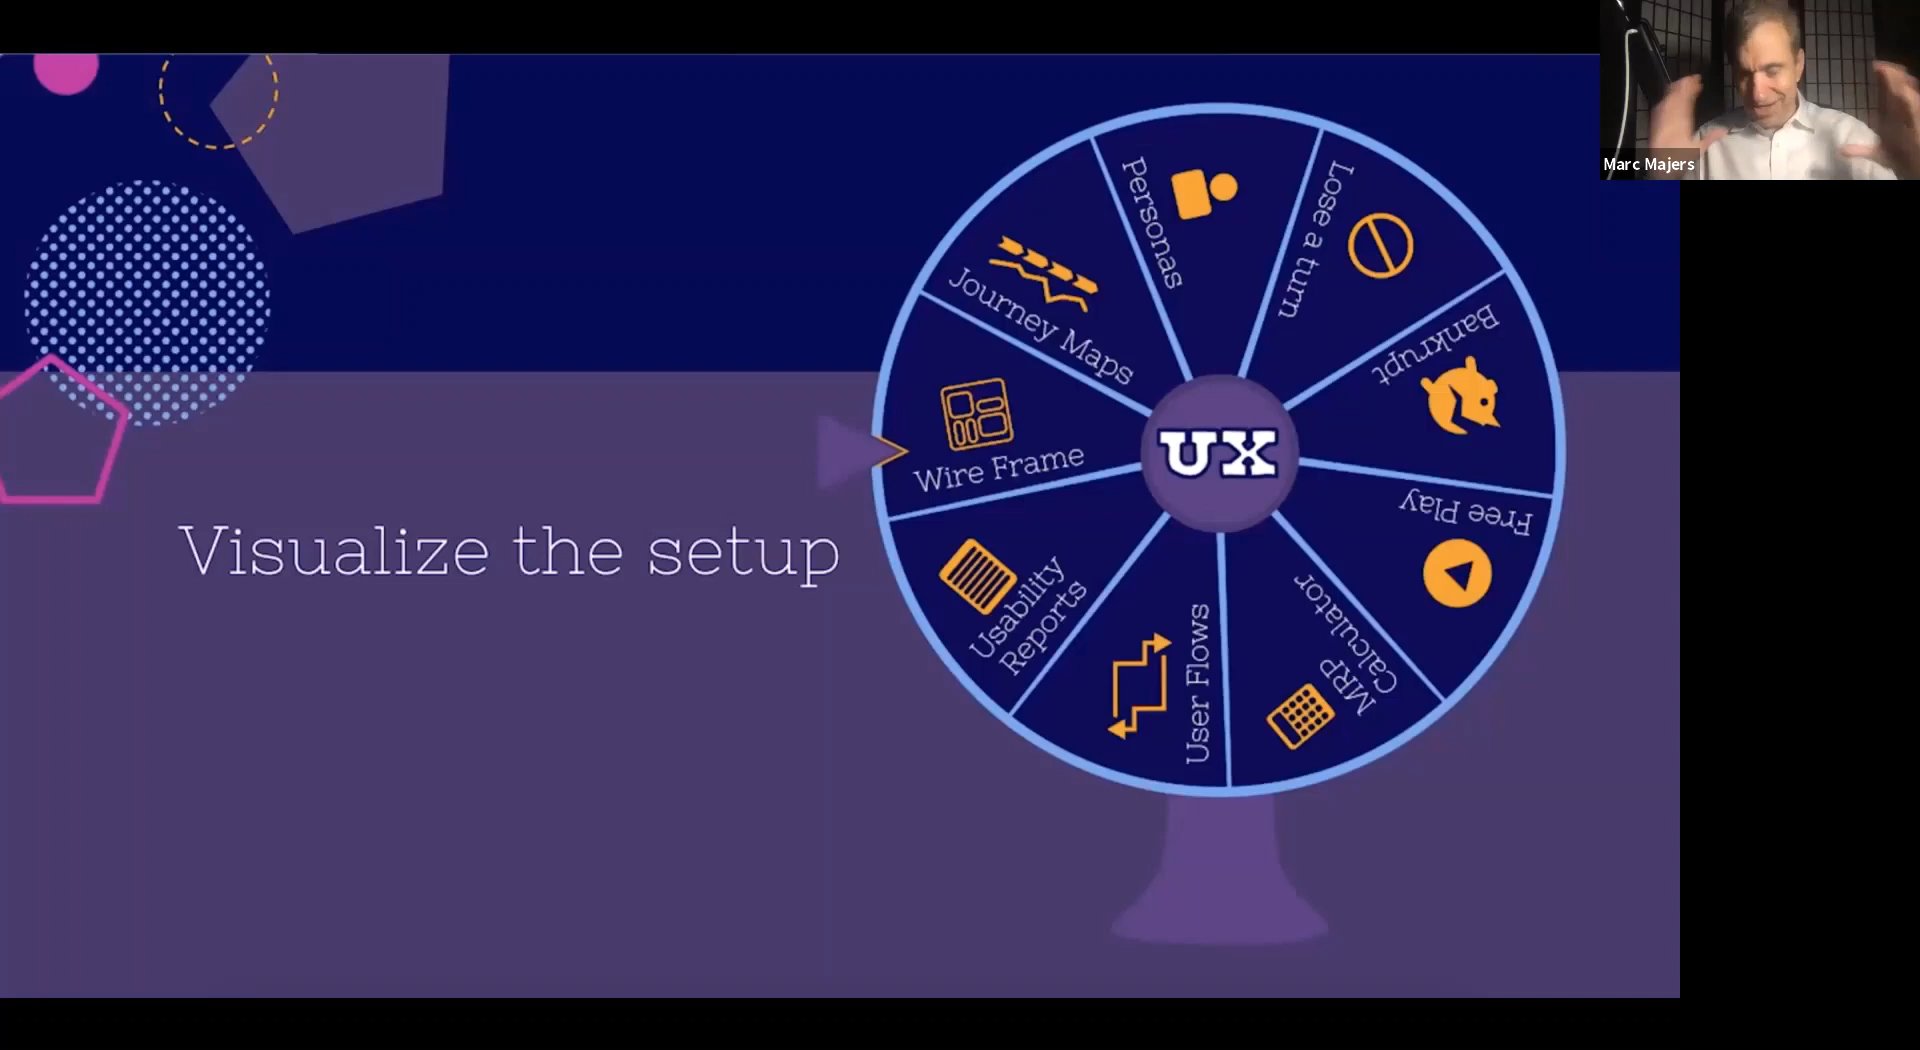 Marc Majers
Visualize the setup
UX
Personas
Lose a turn
Bankrupt
Free Play
MRP
Calculator
User Flows
Usability
Reports
Wire Frame
Journey Maps